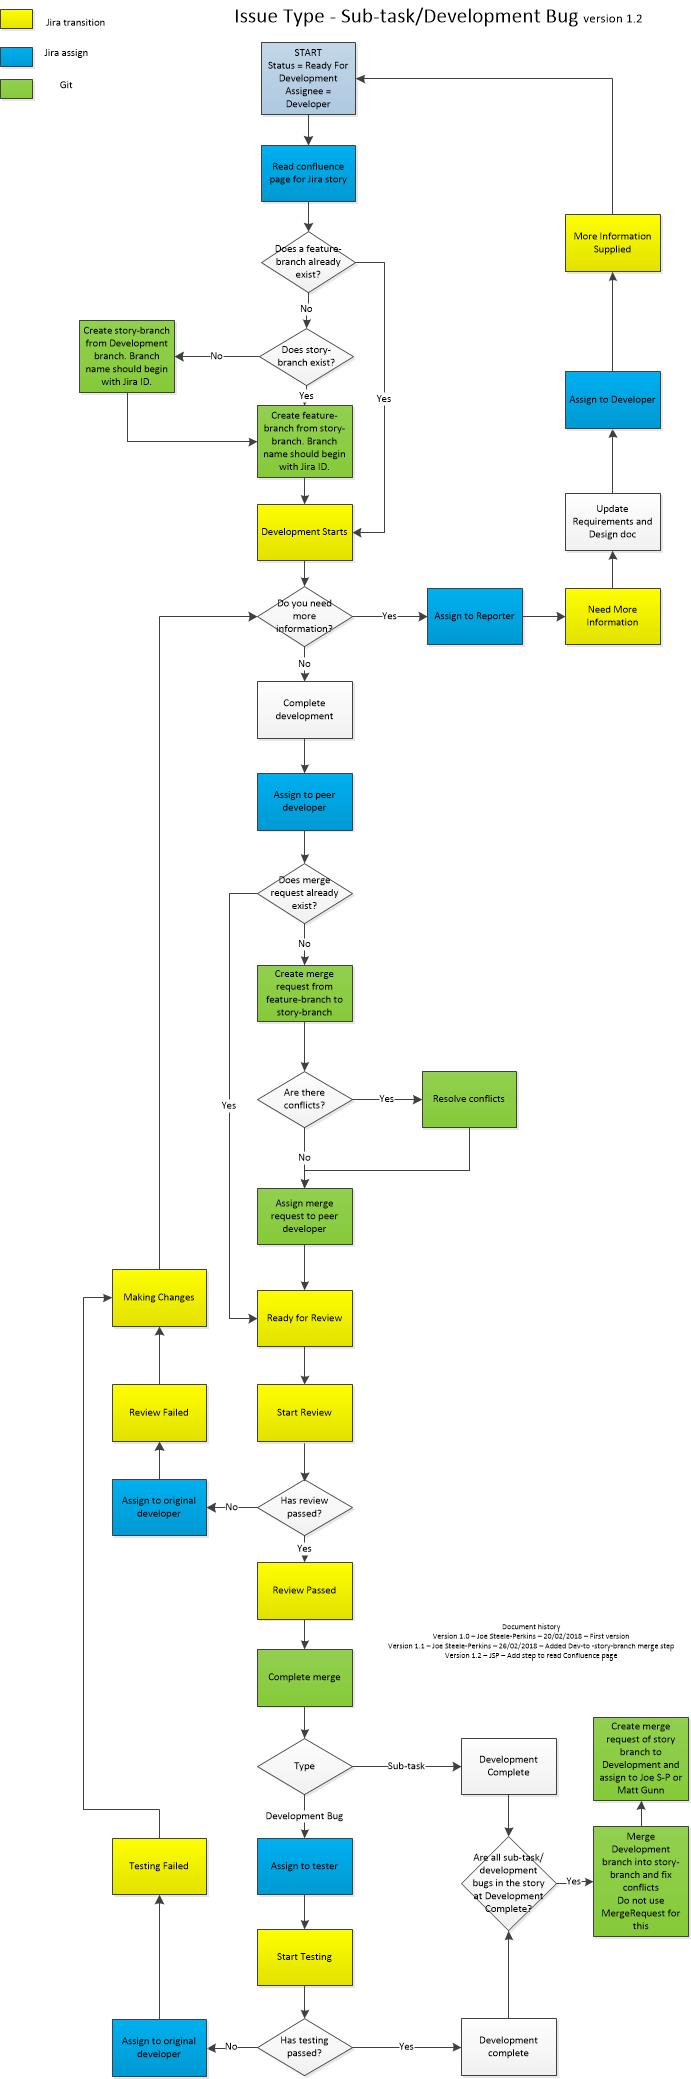 Issue Type - Sub-task/Development Bug version 1.2
Jira transition
Jira assign
Git
START
Status = Ready For
Development
Assignee =
Developer
Read confluence
page for Jira story
More Information
Supplied
Does a feature-
branch already
exist?
No
Create story-branch
from Development
branch. Branch
name should begin
with Jira ID.
No
Does story-
branch exist?
Yes
Yes
Assign to Developer
Create feature-
branch from story-
branch. Branch
name should begin
with Jira ID.
Update
Requirements and
Design doc
Development Starts
Do you need
more
information?
Yes
Assign to Reporter
Need More
Information
No
Complete
development
Assign to peer
developer
Does merge
request already
exist?
No
Create merge
request from
feature-branch to
story-branch
Yes
Are there
conflicts?
Yes
Resolve conflicts
No
Assign merge
request to peer
developer
Making Changes
Ready for Review
Review Failed
Start Review
Assign to original
developer
No
Has review
passed?
Yes
Review Passed
Document history
Version 1.0 – Joe Steele-Perkins – 20/02/2018 – First version
Version 1.1 – Joe Steele-Perkins – 26/02/2018 – Added Dev-to -story-branch merge step
Version 1.2 – JSP – Add step to read Confluence page
Complete merge
Type
Sub-task
Development
Complete
Create merge
request of story
branch to
Development and
assign to Joe S-P or
Matt Gunn
Development Bug
Testing Failed
Assign to tester
Are all sub-task/
development
bugs in the story
at Development
Complete?
Yes
Merge
Development
branch into story-
branch and fix
conflicts
Do not use
MergeRequest for
this
Start Testing
Assign to original
developer
No
Has testing
passed?
Yes
Development
complete